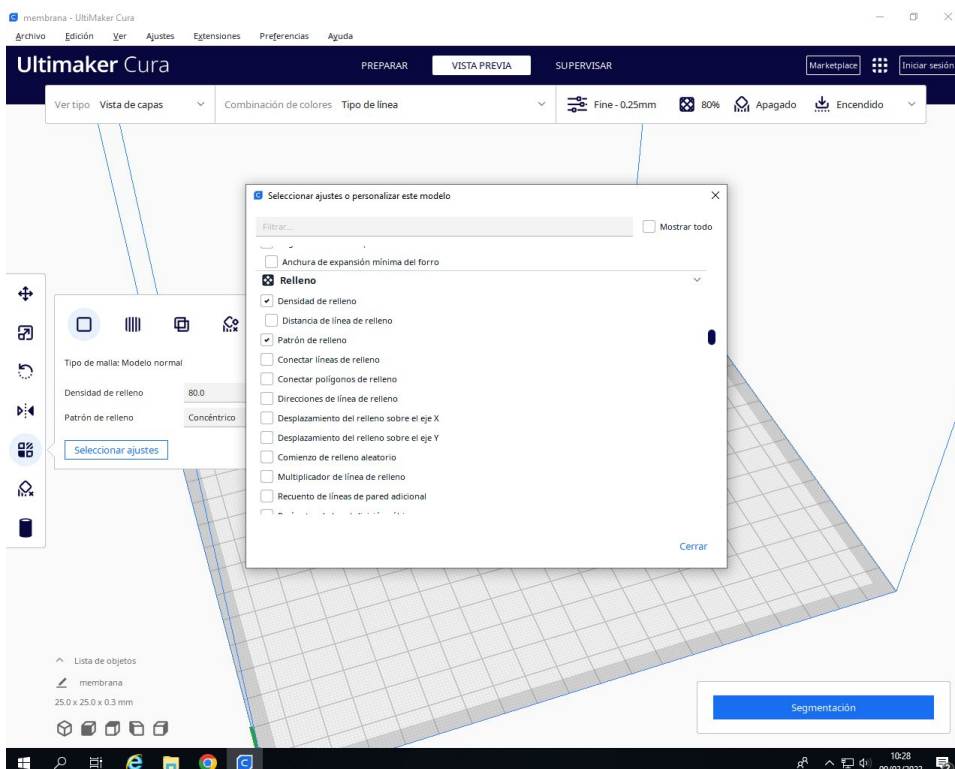 membrana - UltiMaker Cura
Archivo Edición Ver Ajustes Extensiones Preferencias Ayuda
Ultimaker Cura PREPARAR VISTA PREVIA SUPERVISAR Marketplace Iniciar sesión
Ver tipo Vista de capas Combinación de colores Tipo de línea Fine - 0.25mm 80% Apagado Encendido
Seleccionar ajustes o personalizar este modelo
Filtrar...
Mostrar todo
Anchura de expansión mínima del forro
Relleno
Densidad de relleno
Distancia de línea de relleno
Patrón de relleno
Conectar líneas de relleno
Conectar polígonos de relleno
Direcciones de línea de relleno
Desplazamiento del relleno sobre el eje X
Desplazamiento del relleno sobre el eje Y
Comienzo de relleno aleatorio
Multiplicador de línea de relleno
Recuento de líneas de pared adicional
Cerrar
Tipo de malla: Modelo normal
Densidad de relleno 80.0
Patrón de relleno Concéntrico
Seleccionar ajustes
Lista de objetos
membrana
25.0 x 25.0 x 0.3 mm
Segmentación
10:28